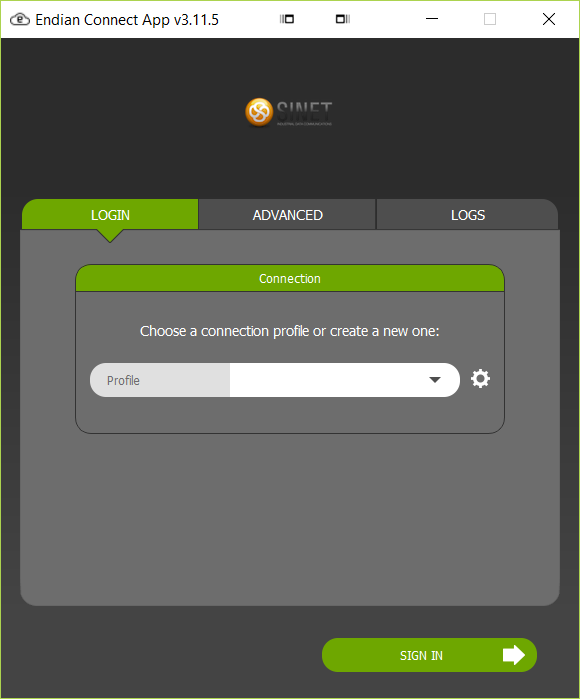 Endian Connect App v3.11.5
SINET
LOGIN
ADVANCED
LOGS
Connection
Choose a connection profile or create a new one:
Profile
SIGN IN